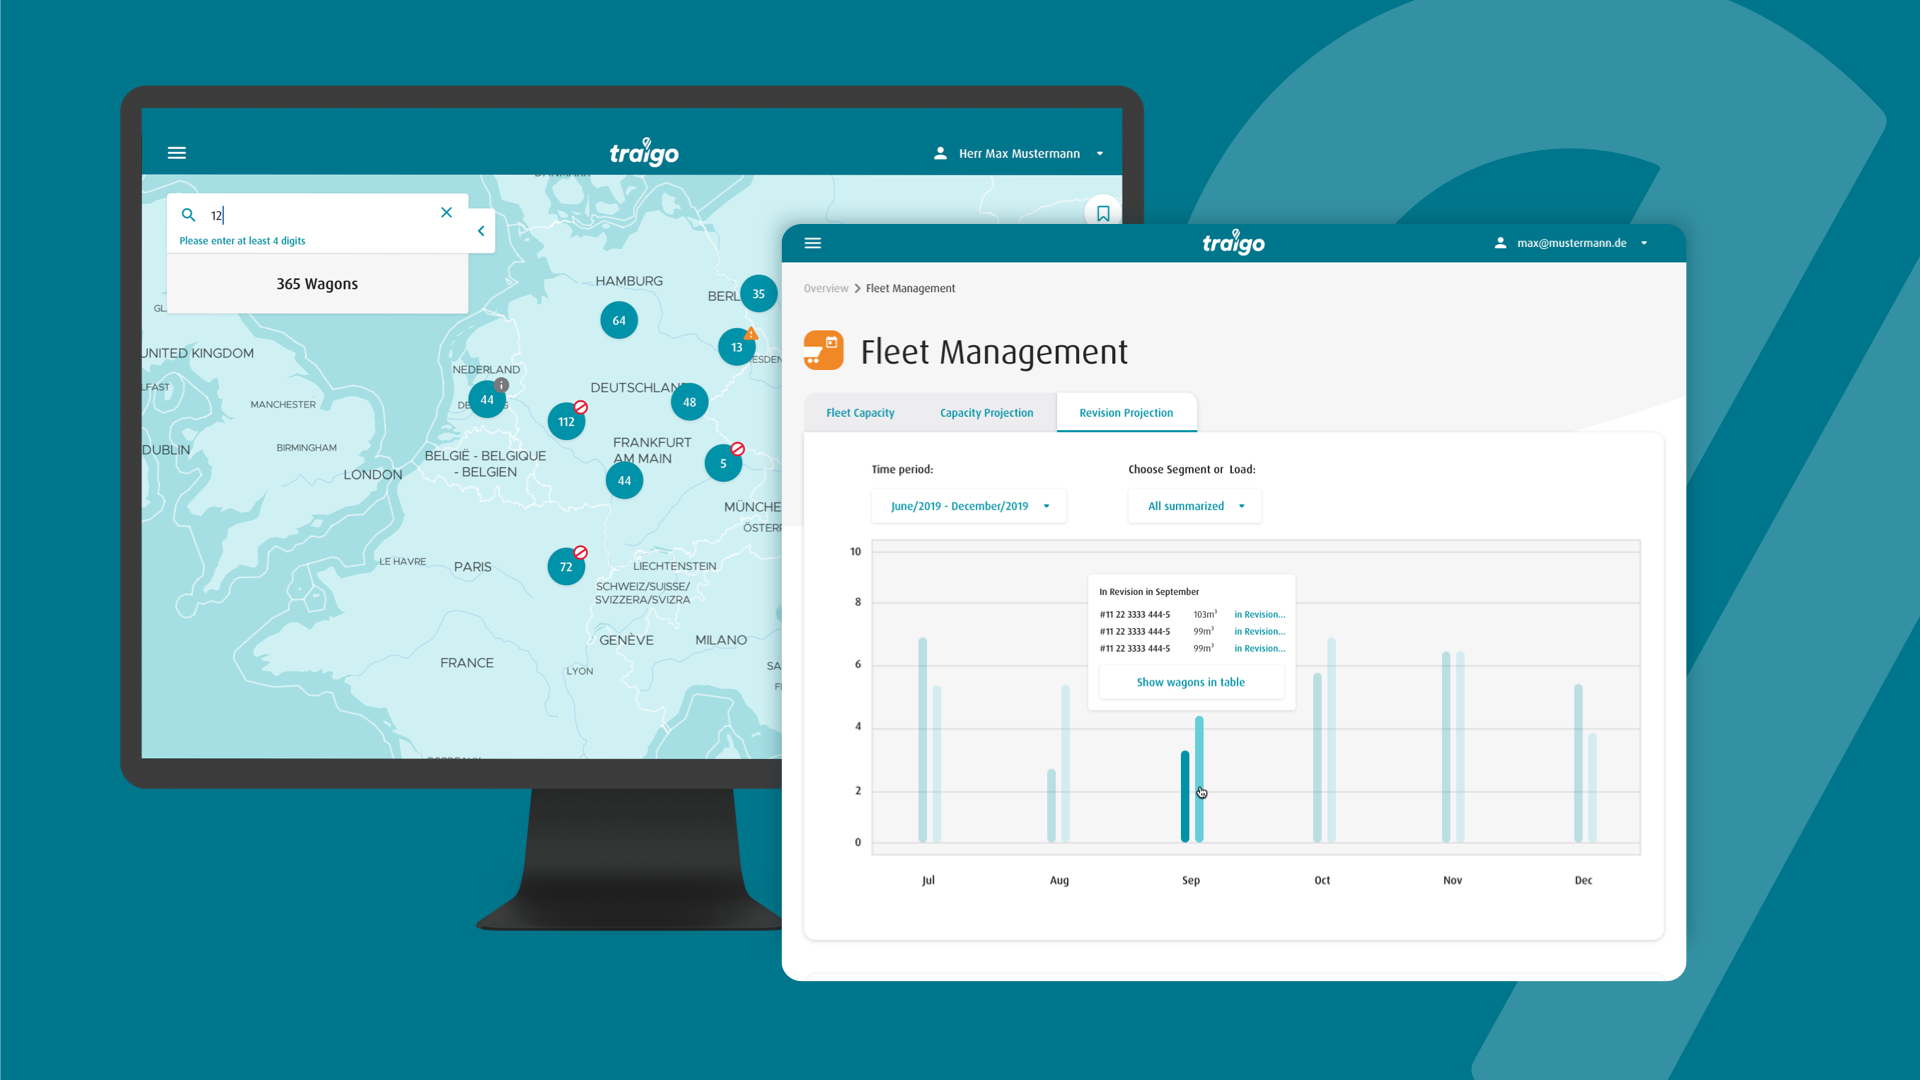 traigo
Herr Max Mustermann
12
Please enter at least 4 digits
365 Wagons
HAMBURG
64
35
13
UNITED KINGDOM
NEDERLAND
44
i
DEUTSCHLAND
48
MANCHESTER
112
BIRMINGHAM
DUBLIN
FRANKFURT
AM MAIN
LONDON
BELGIË - BELGIQUE
- BELGIEN
5
44
LE HAVRE
PARIS
72
LIECHTENSTEIN
SCHWEIZ/SUISSE/
SVIZZERA/SVIZRA
GENÈVE
MILANO
FRANCE
LYON
traigo
max@mustermann.de
Overview > Fleet Management
Fleet Management
Fleet Capacity
Capacity Projection
Revision Projection
Time period:
Choose Segment or Load:
June/2019 - December/2019
All summarized
10
8
6
4
2
0
In Revision in September
#11 22 3333 444-5 103m³ in Revision...
#11 22 3333 444-5 99m³ in Revision...
#11 22 3333 444-5 99m³ in Revision...
Show wagons in table
Jul
Aug
Sep
Oct
Nov
Dec